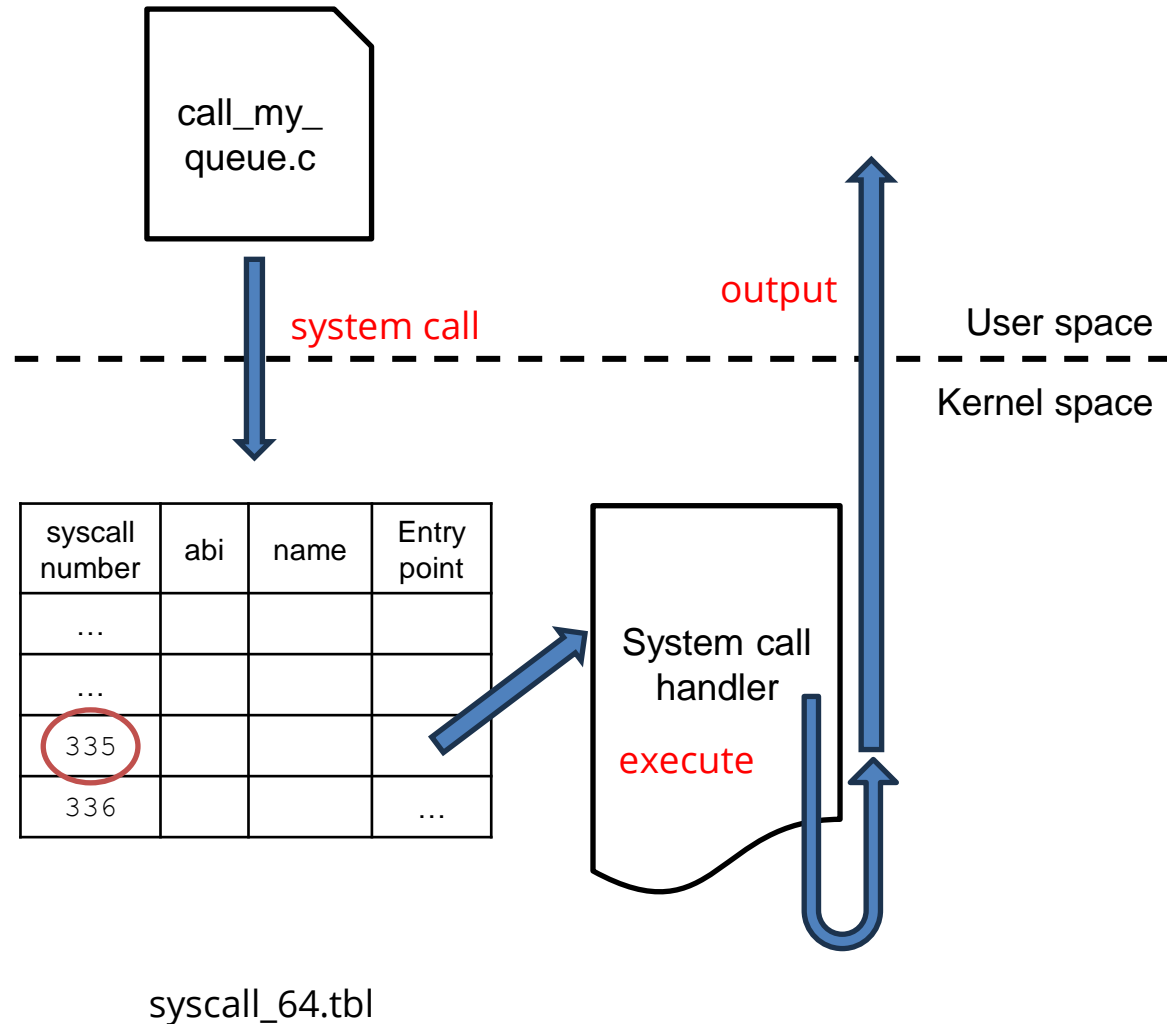 call_my_
queue.c
output
system call
User space
Kernel space
syscall
number
abi
name
Entry
point
…
…
335
336
…
System call
handler
execute
syscall_64.tbl